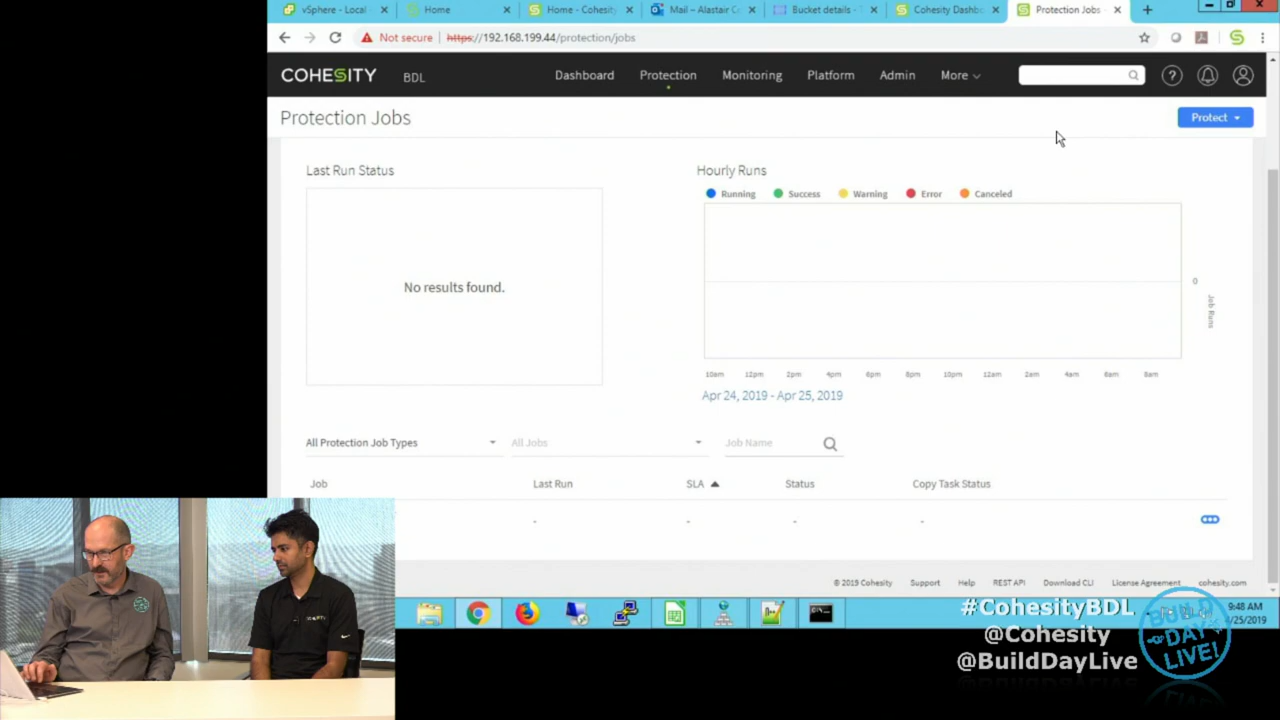 vSphere - Local
Home
Home - Cohesity
Mail – Alastair C
Bucket details -
Cohesity Dashbo
Protection Jobs -
Not secure
https://192.168.199.44/protection/jobs
COHESITY
BDL
Dashboard
Protection
Monitoring
Platform
Admin
More
Protection Jobs
Protect
Last Run Status
Hourly Runs
Running
Success
Warning
Error
Canceled
No results found.
0
Job Runs
10am 12pm 2pm 4pm 6pm 8pm 10pm 12am 2am 4am 6am 8am
Apr 24, 2019 - Apr 25, 2019
All Protection Job Types
All Jobs
Job Name
Job
Last Run
SLA
Status
Copy Task Status
- - - -
© 2019 Cohesity
Support
Help
REST API
Download CLI
License Agreement
cohesity.com
9:48 AM
/25/2019
#CohesityBDL
@Cohesity
@BuildDayLive
BUILD
DAY
LIVE!